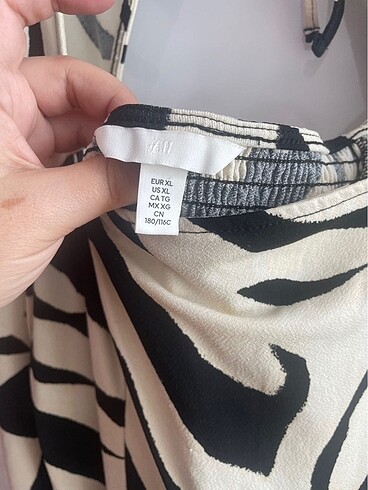 H&M
EUR XL
US XL
CA TG
MX XG
CN
180/116C